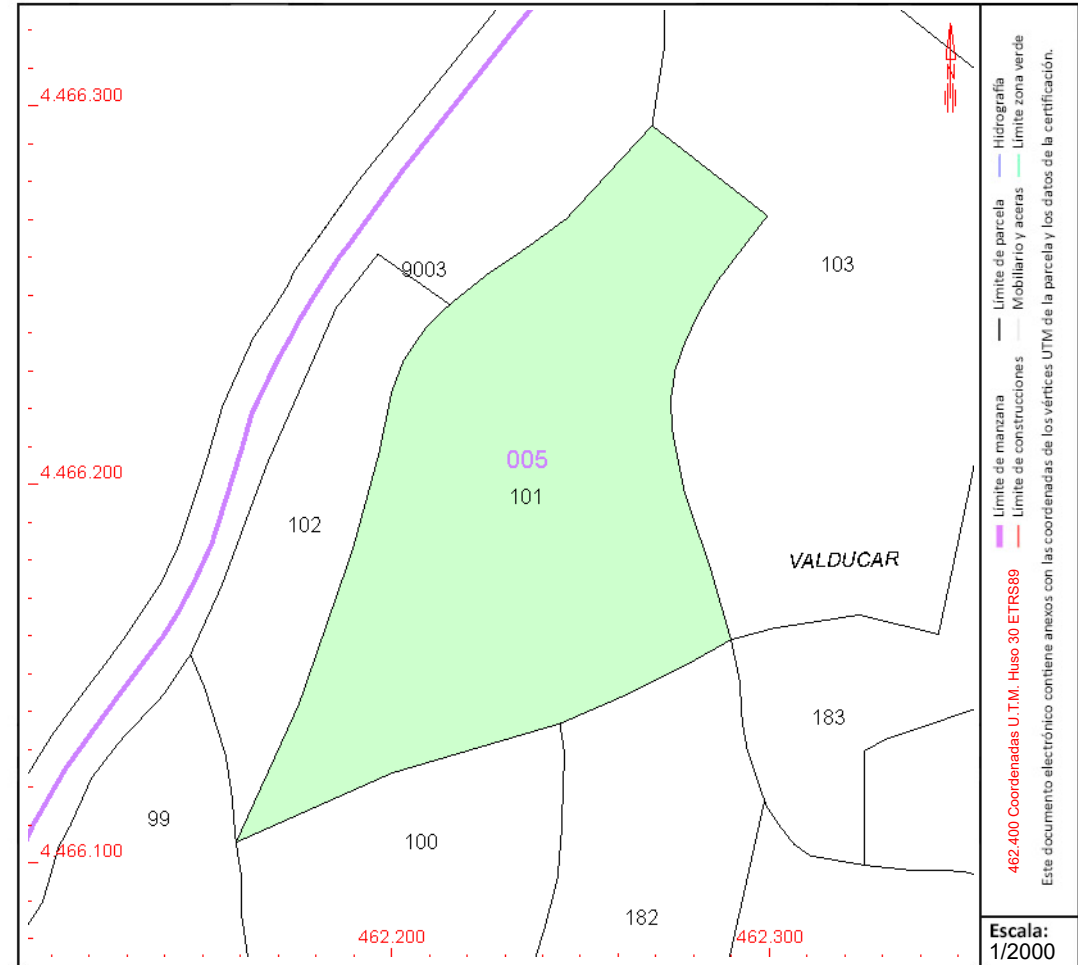 4.466.300
9003
103
4.466.200
005
101
102
VALDUCAR
183
99
100
4.466.100
182
462.200
462.300
N
Hidrografía
Límite zona verde
Límite de parcela
Mobiliario y aceras
Límite de manzana
Límite de construcciones
462.400 Coordenadas U.T.M. Huso 30 ETRS89
Este documento electrónico contiene anexos con las coordenadas de los vértices UTM de la parcela y los datos de la certificación.
Escala:
1/2000